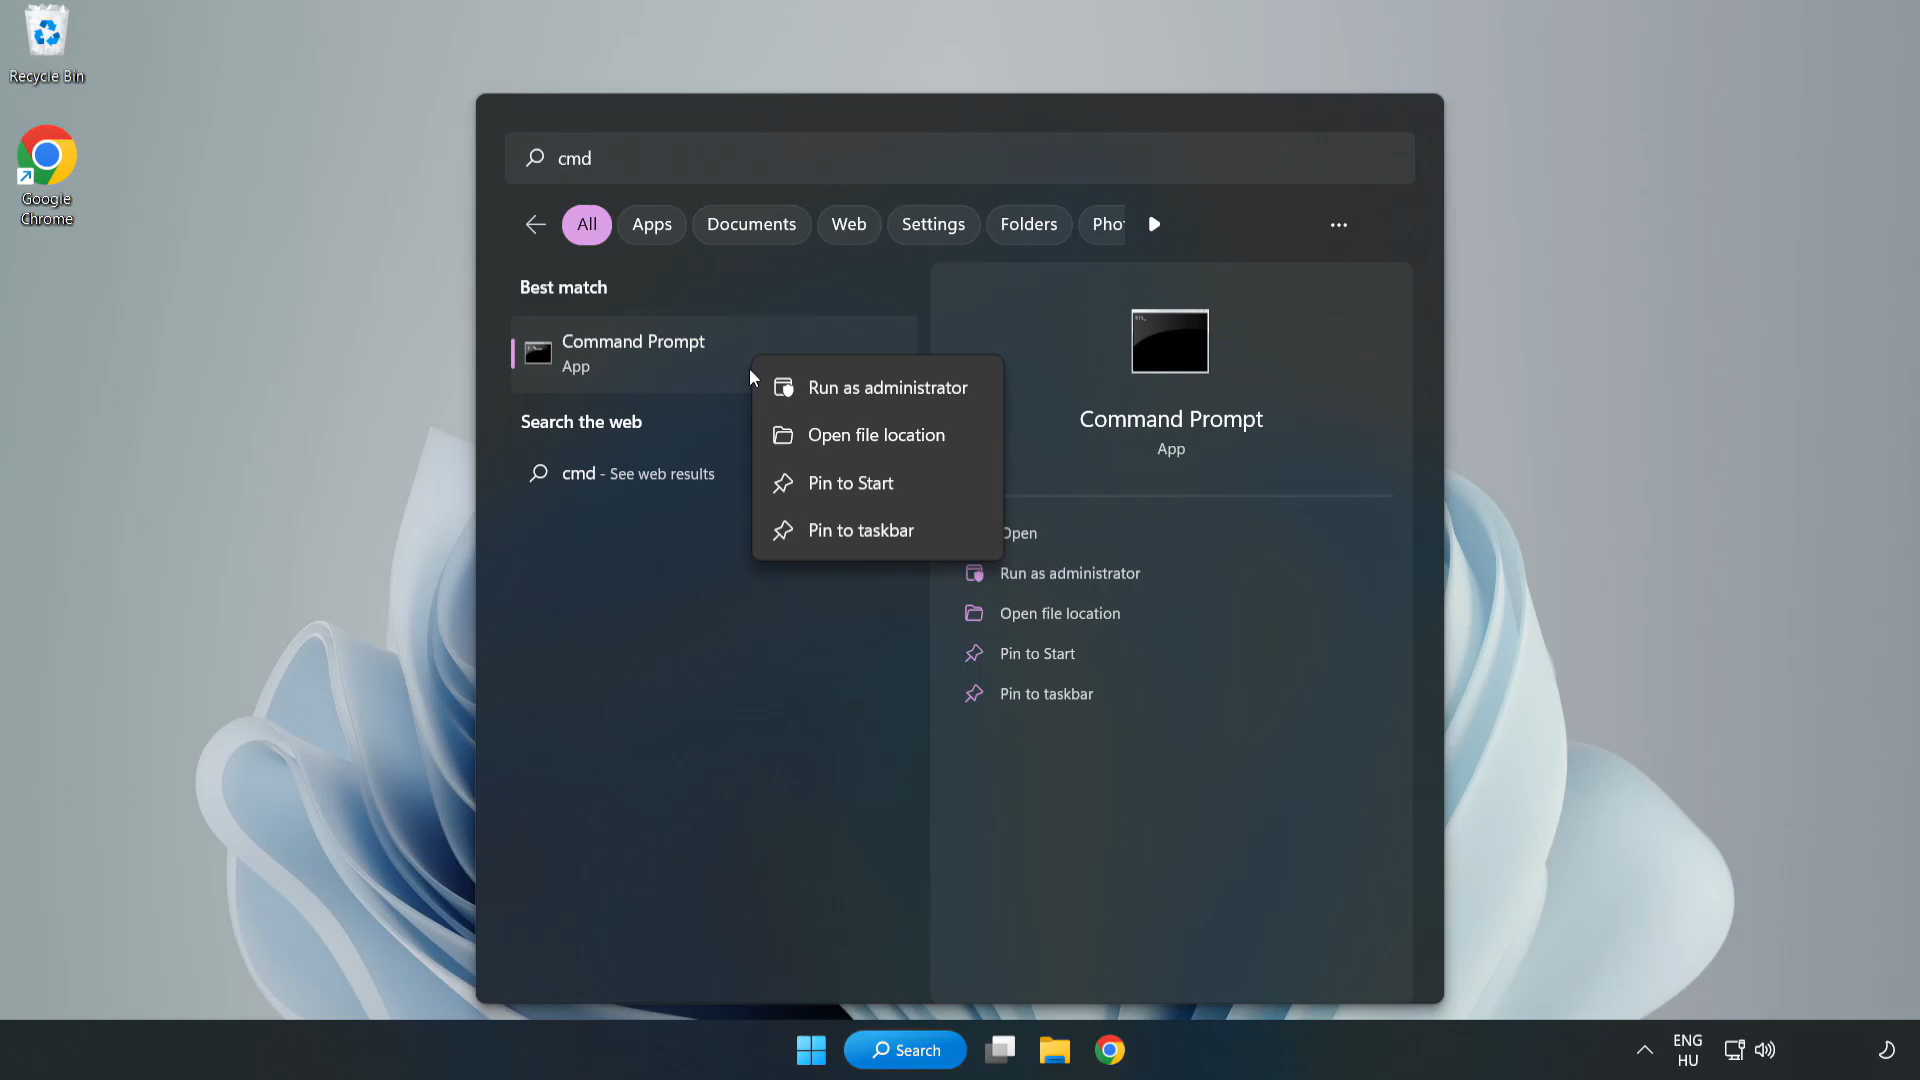 Recycle Bin
Google
Chrome
cmd
All
Apps
Documents
Web
Settings
Folders
Pho
Best match
Command Prompt
App
Search the web
cmd - See web results
Run as administrator
Open file location
Pin to Start
Pin to taskbar
Command Prompt
App
Open
Run as administrator
Open file location
Pin to Start
Pin to taskbar
Search
ENG
HU